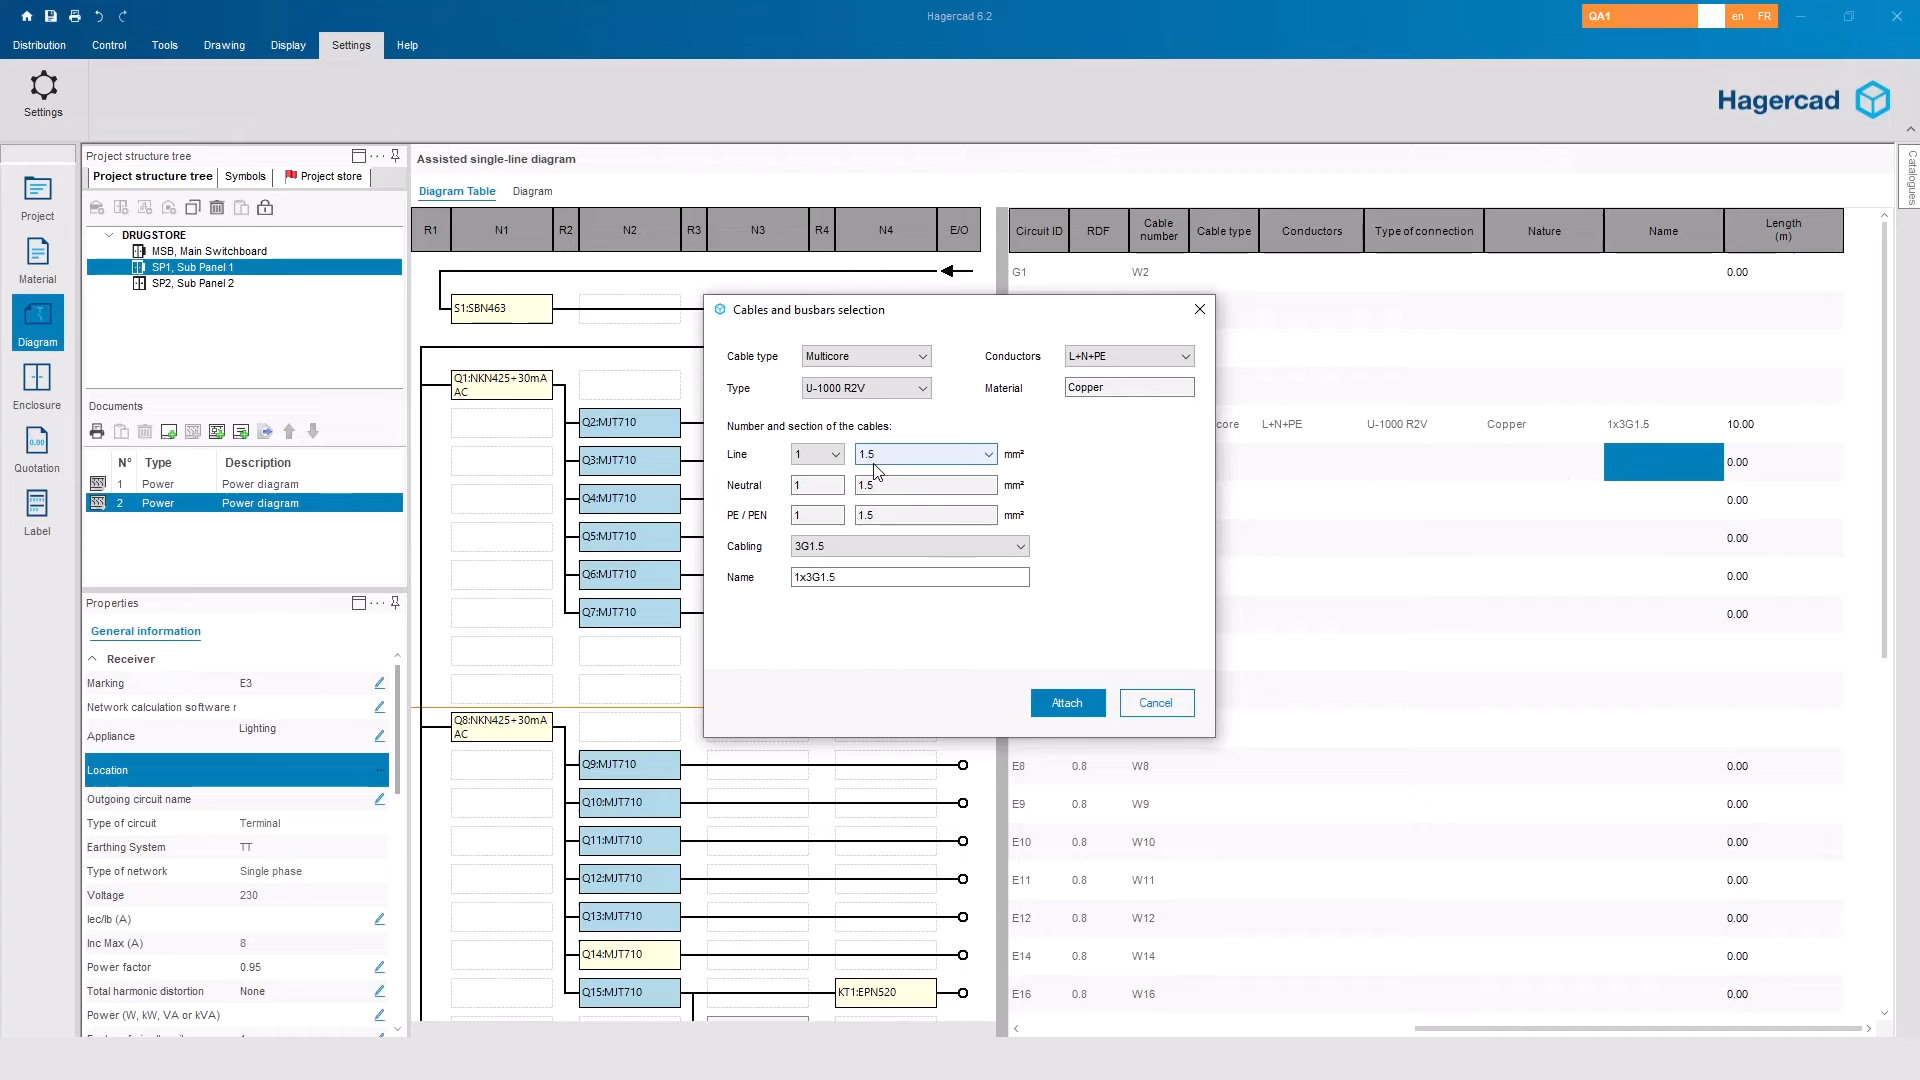 Hagercad 6.2
QA1
en
FR
Distribution
Control
Tools
Drawing
Display
Settings
Help
Settings
Hagercad
Catalogues
Project
Material
Diagram
Enclosure
0.00
Quotation
Label
Project structure tree
Project structure tree
Symbols
Project store
DRUGSTORE
MSB, Main Switchboard
SP1, Sub Panel 1
SP2, Sub Panel 2
Documents
N° Type Description
1 Power Power diagram
2 Power Power diagram
Properties
General information
Receiver
Marking E3
Network calculation software r
Appliance Lighting
Location
Outgoing circuit name
Type of circuit Terminal
Earthing System TT
Type of network Single phase
Voltage 230
Iec/Ib (A)
Inc Max (A) 8
Power factor 0.95
Total harmonic distortion None
Power (W, kW, VA or kVA)
Assisted single-line diagram
Diagram Table
Diagram
R1 N1 R2 N2 R3 N3 R4 N4 E/O
S1:SBN463
Q1:NKN425+30mA
AC
Q2:MJT710
Q3:MJT710
Q4:MJT710
Q5:MJT710
Q6:MJT710
Q7:MJT710
Q8:NKN425+30mA
AC
Q9:MJT710
Q10:MJT710
Q11:MJT710
Q12:MJT710
Q13:MJT710
Q14:MJT710
Q15:MJT710
KT1:EPN520
Circuit ID RDF Cable number Cable type Conductors Type of connection Nature Name Length (m)
G1 W2 0.00
core L+N+PE U-1000 R2V Copper 1x3G1.5 10.00
0.00
0.00
0.00
0.00
0.00
E8 0.8 W8 0.00
E9 0.8 W9 0.00
E10 0.8 W10 0.00
E11 0.8 W11 0.00
E12 0.8 W12 0.00
E14 0.8 W14 0.00
E16 0.8 W16 0.00
Cables and busbars selection
Cable type Multicore Conductors L+N+PE
Type U-1000 R2V Material Copper
Number and section of the cables:
Line 1 1.5 mm²
Neutral 1 1.5 mm²
PE / PEN 1 1.5 mm²
Cabling 3G1.5
Name 1x3G1.5
Attach
Cancel